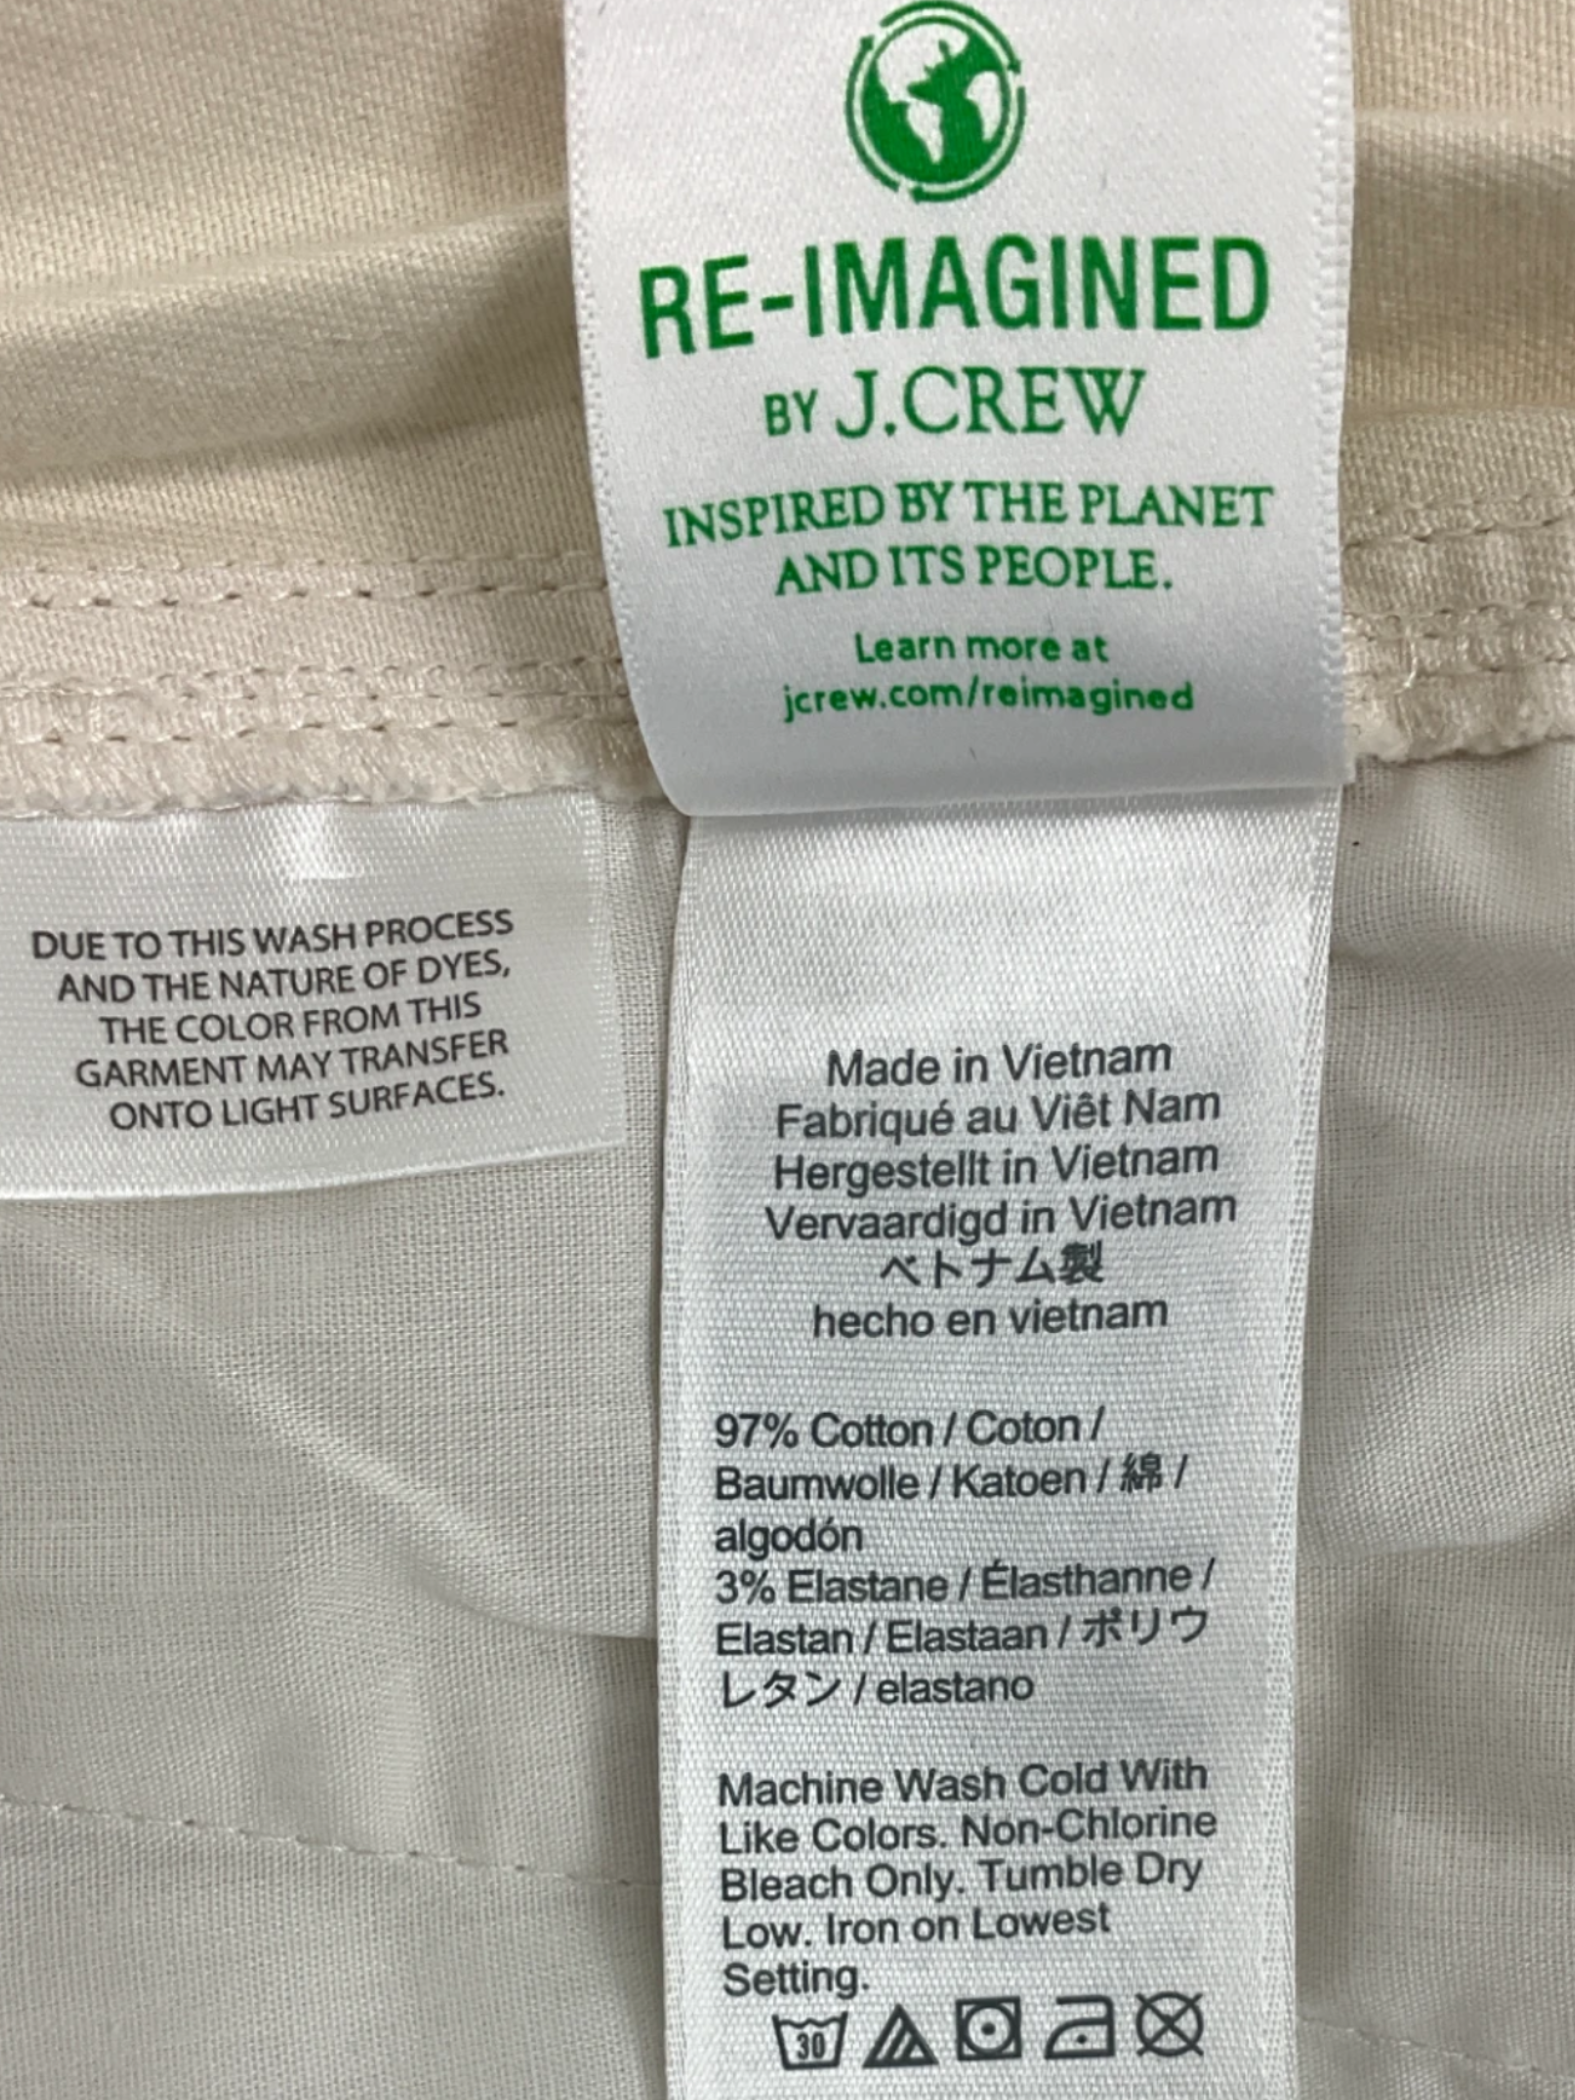 RE-IMAGINED
BY J.CREW
INSPIRED BY THE PLANET
AND ITS PEOPLE.
Learn more at
jcrew.com/reimagined
DUE TO THIS WASH PROCESS
AND THE NATURE OF DYES,
THE COLOR FROM THIS
GARMENT MAY TRANSFER
ONTO LIGHT SURFACES.
Made in Vietnam
Fabriqué au Viêt Nam
Hergestellt in Vietnam
Vervaardigd in Vietnam
ベトナム製
hecho en vietnam
97% Cotton / Coton /
Baumwolle / Katoen / 綿 /
algodón
3% Elastane / Élasthanne /
Elastan / Elastaan / ポリウ
レタン / elastano
Machine Wash Cold With
Like Colors. Non-Chlorine
Bleach Only. Tumble Dry
Low. Iron on Lowest
Setting.
30